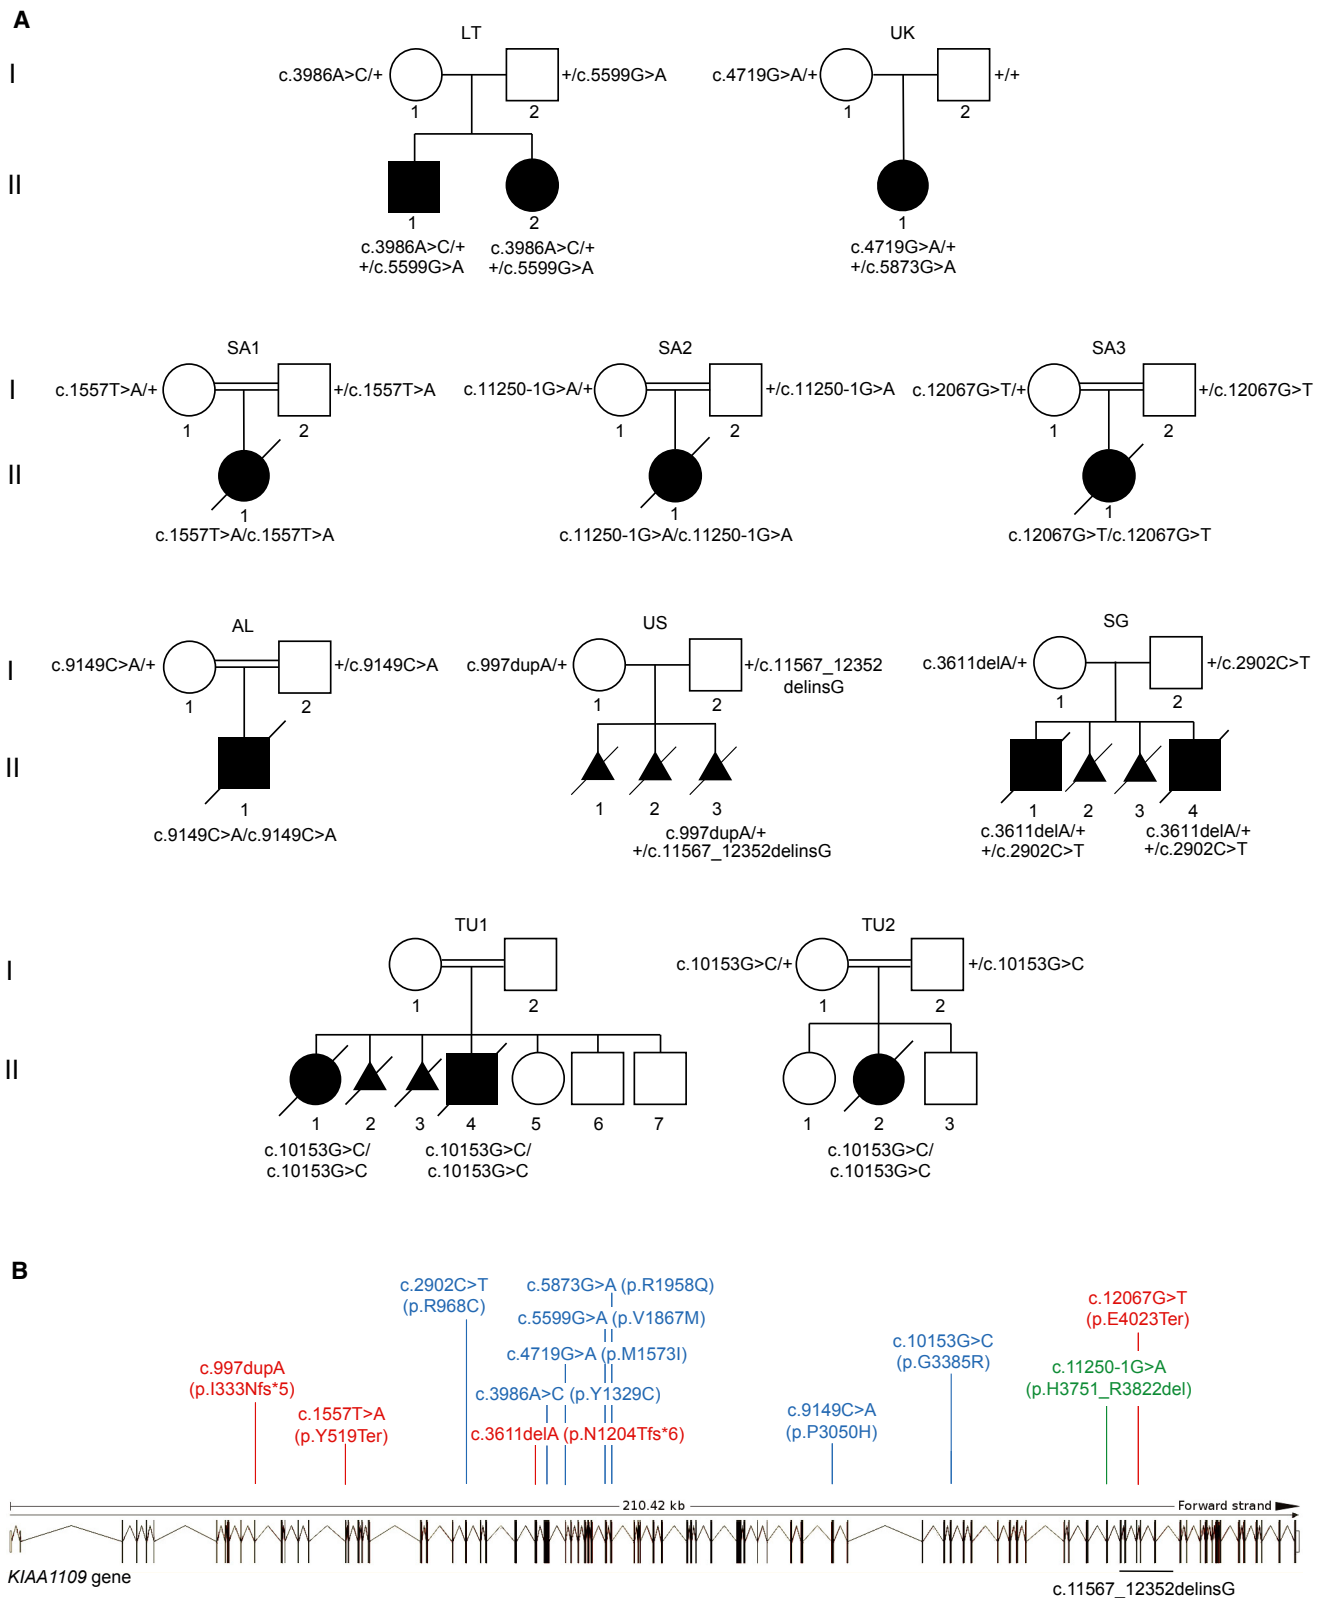 A
LT
UK
I
c.3986A>C/+
+/c.5599G>A
c.4719G>A/+
+/+
1
2
1
2
II
1
2
1
c.3986A>C/+
+/c.5599G>A
c.3986A>C/+
+/c.5599G>A
c.4719G>A/+
+/c.5873G>A
SA1
SA2
SA3
I
c.1557T>A/+
+/c.1557T>A
c.11250-1G>A/+
+/c.11250-1G>A
c.12067G>T/+
+/c.12067G>T
1
2
1
2
1
2
II
1
1
1
c.1557T>A/c.1557T>A
c.11250-1G>A/c.11250-1G>A
c.12067G>T/c.12067G>T
AL
US
SG
I
c.9149C>A/+
+/c.9149C>A
c.997dupA/+
+/c.11567_12352
delinsG
c.3611delA/+
+/c.2902C>T
1
2
1
2
1
2
II
1
1
2
3
1
2
3
4
c.9149C>A/c.9149C>A
c.997dupA/+
+/c.11567_12352delinsG
c.3611delA/+
+/c.2902C>T
c.3611delA/+
+/c.2902C>T
TU1
TU2
I
c.10153G>C/+
+/c.10153G>C
1
2
1
2
II
1
2
3
4
5
6
7
1
2
3
c.10153G>C/
c.10153G>C
c.10153G>C/
c.10153G>C
c.10153G>C/
c.10153G>C
B
c.997dupA
(p.I333Nfs*5)
c.1557T>A
(p.Y519Ter)
c.2902C>T
(p.R968C)
c.5873G>A (p.R1958Q)
c.5599G>A (p.V1867M)
c.4719G>A (p.M1573I)
c.3986A>C (p.Y1329C)
c.3611delA (p.N1204Tfs*6)
c.9149C>A
(p.P3050H)
c.10153G>C
(p.G3385R)
c.12067G>T
(p.E4023Ter)
c.11250-1G>A
(p.H3751_R3822del)
210.42 kb
Forward strand
KIAA1109 gene
c.11567_12352delinsG